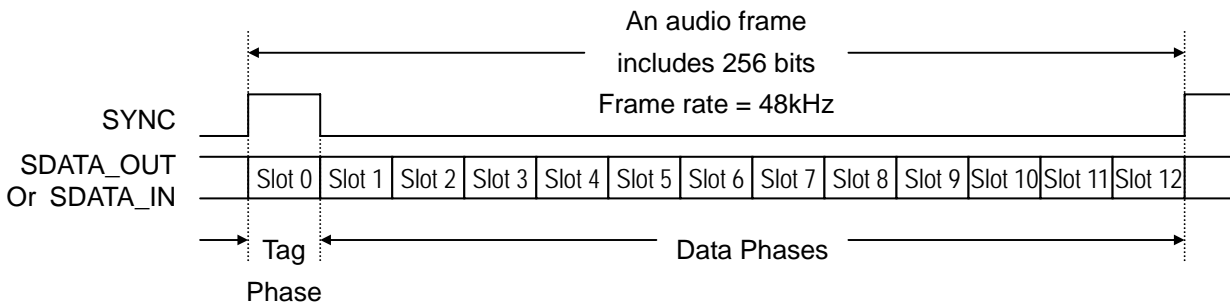 An audio frame
includes 256 bits
Frame rate = 48kHz
SYNC
SDATA_OUT
Or SDATA_IN
Slot 0 Slot 1 Slot 2 Slot 3 Slot 4 Slot 5 Slot 6 Slot 7 Slot 8 Slot 9 Slot 10 Slot 11 Slot 12
Tag
Phase
Data Phases